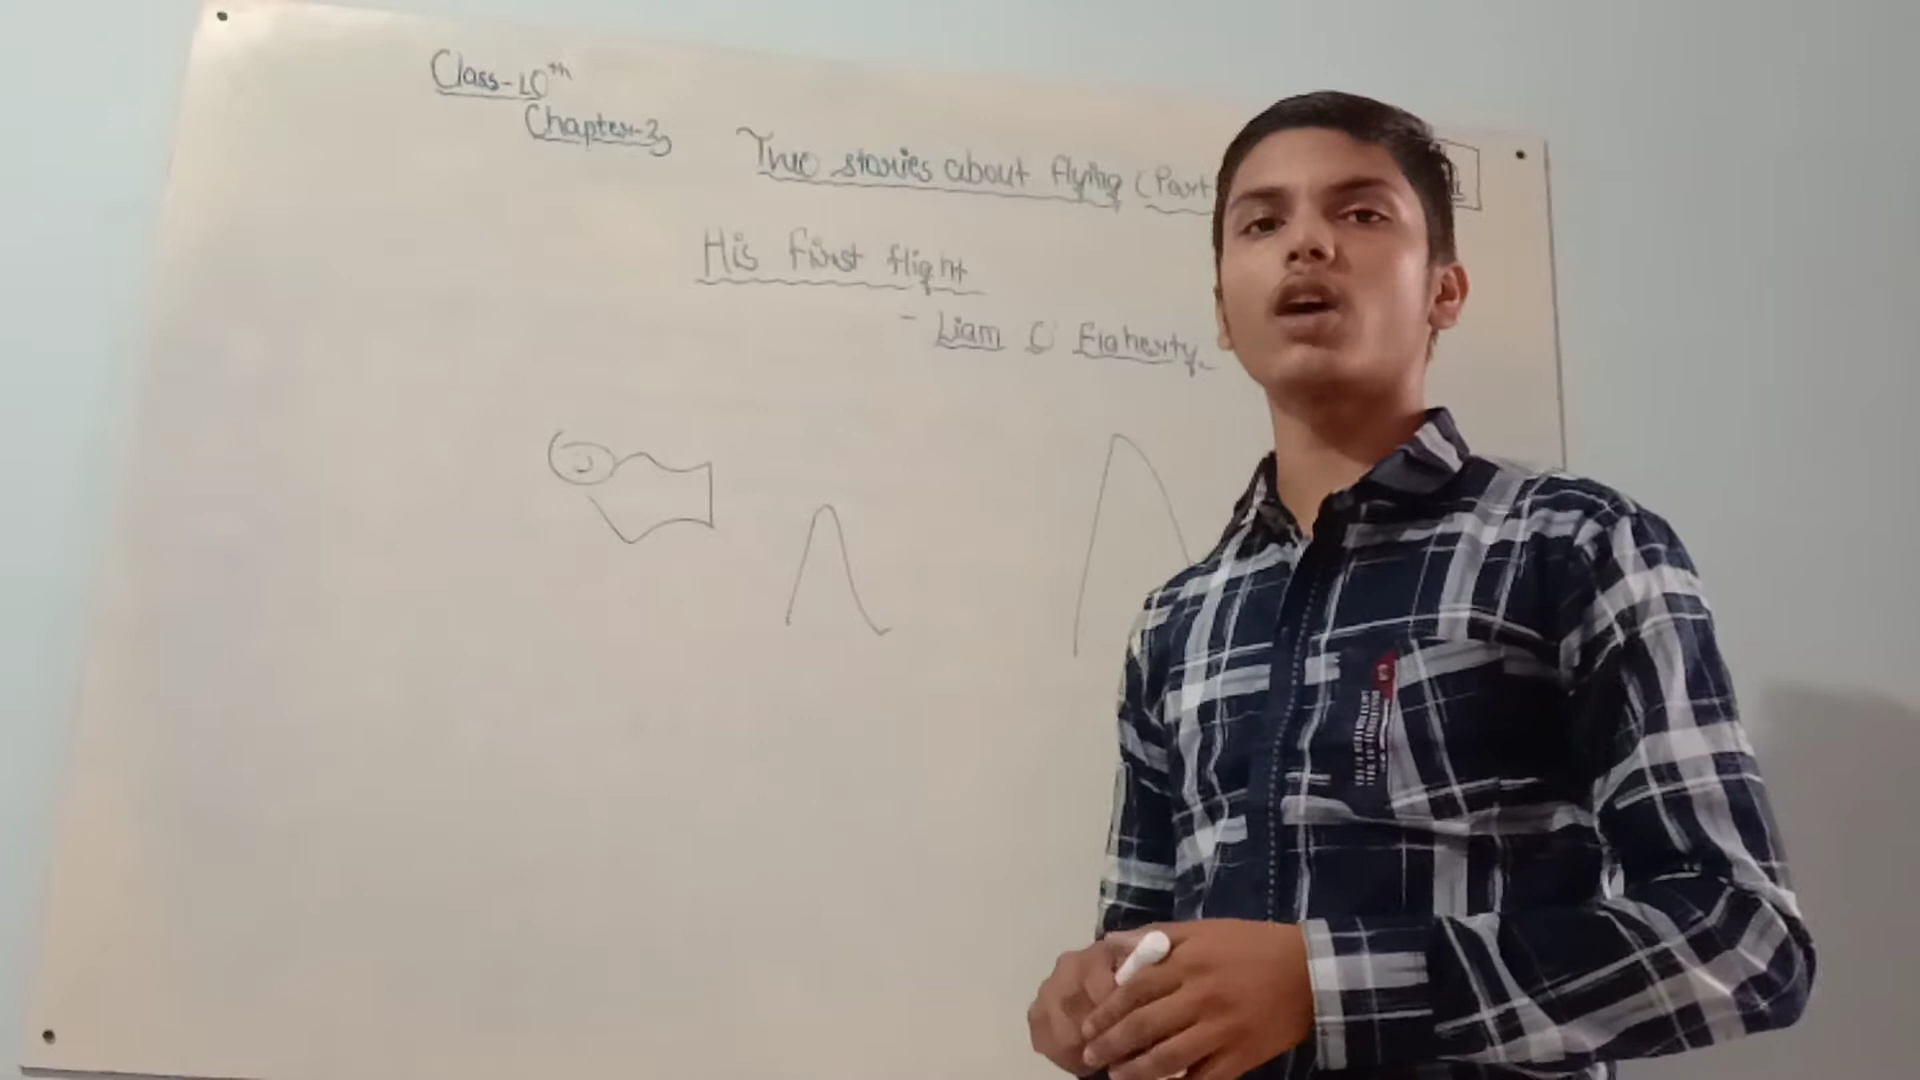 Class-10th
Chapter-3
Two stories about flying (Part
His first flight
- Liam O Flaherty.